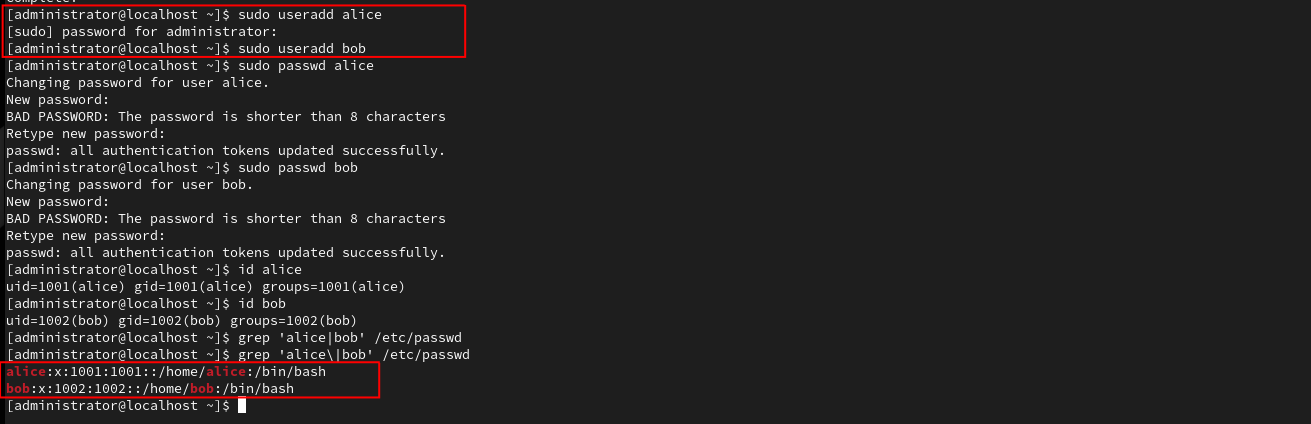 [administrator@localhost ~]$ sudo useradd alice
[sudo] password for administrator:
[administrator@localhost ~]$ sudo useradd bob
[administrator@localhost ~]$ sudo passwd alice
Changing password for user alice.
New password:
BAD PASSWORD: The password is shorter than 8 characters
Retype new password:
passwd: all authentication tokens updated successfully.
[administrator@localhost ~]$ sudo passwd bob
Changing password for user bob.
New password:
BAD PASSWORD: The password is shorter than 8 characters
Retype new password:
passwd: all authentication tokens updated successfully.
[administrator@localhost ~]$ id alice
uid=1001(alice) gid=1001(alice) groups=1001(alice)
[administrator@localhost ~]$ id bob
uid=1002(bob) gid=1002(bob) groups=1002(bob)
[administrator@localhost ~]$ grep 'alice|bob' /etc/passwd
[administrator@localhost ~]$ grep 'alice\|bob' /etc/passwd
alice:x:1001:1001::/home/alice:/bin/bash
bob:x:1002:1002::/home/bob:/bin/bash
[administrator@localhost ~]$